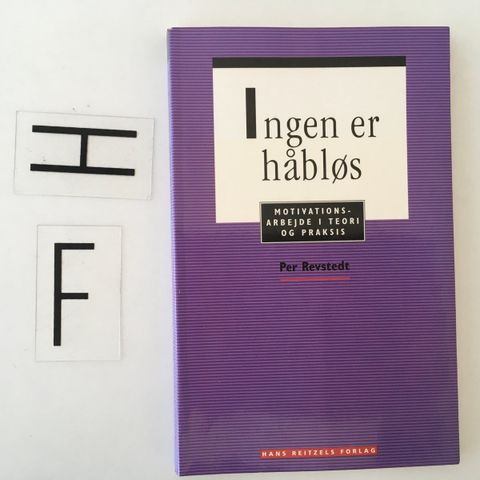 H
F
Ingen er
håbløs
MOTIVATIONS-
ARBEJDE I TEORI
OG PRAKSIS
Per Revstedt
HANS REITZELS FORLAG